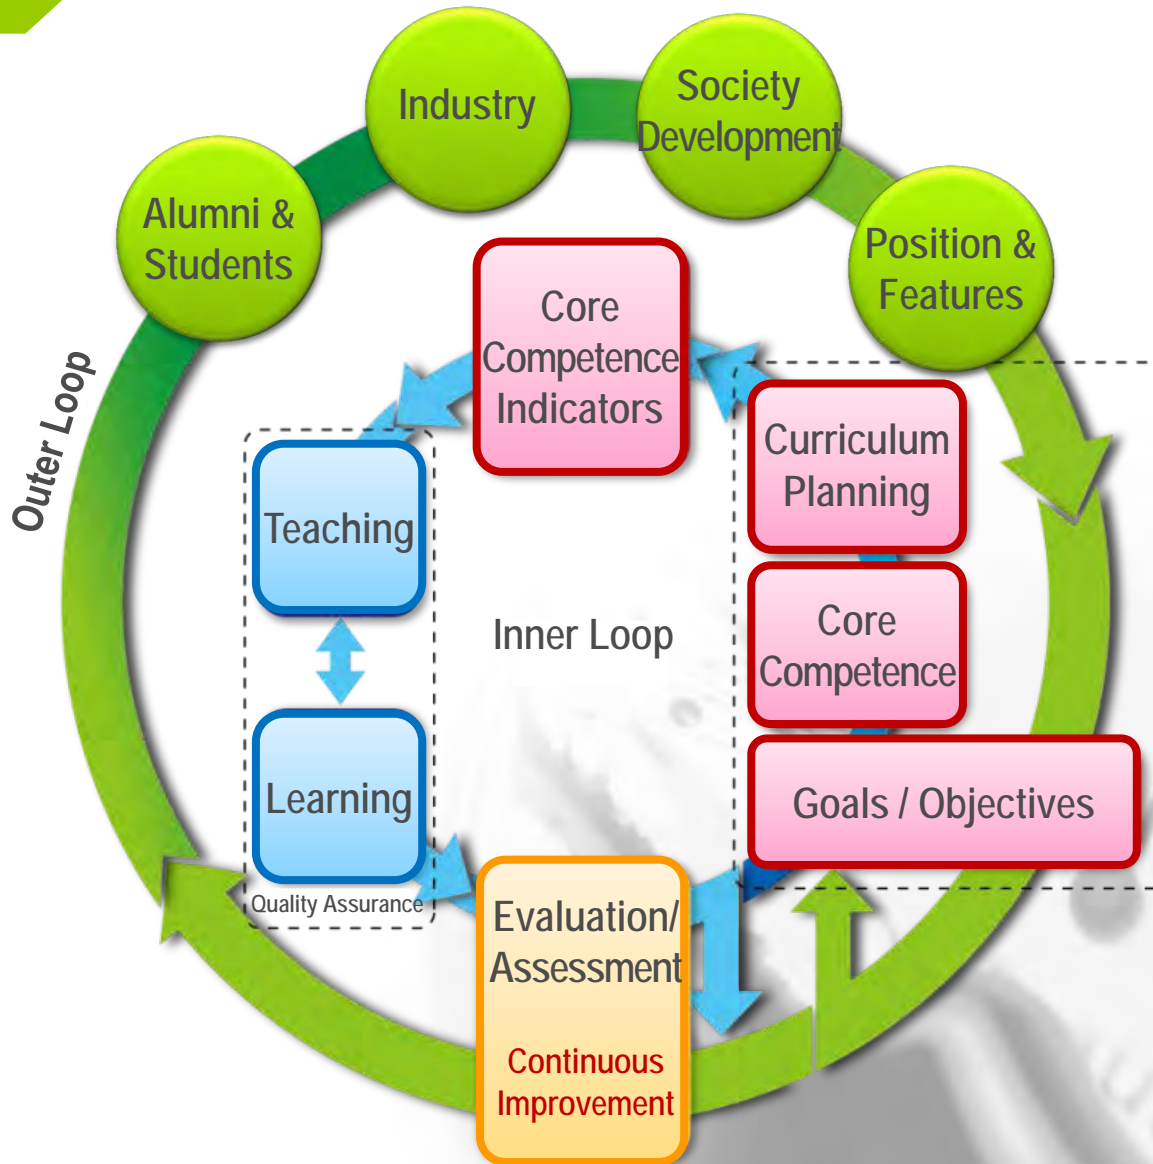 Industry
Society
Development
Alumni &
Students
Position &
Features
Outer Loop
Core
Competence
Indicators
Curriculum
Planning
Teaching
Inner Loop
Core
Competence
Learning
Goals / Objectives
Quality Assurance
Evaluation/
Assessment
Continuous
Improvement